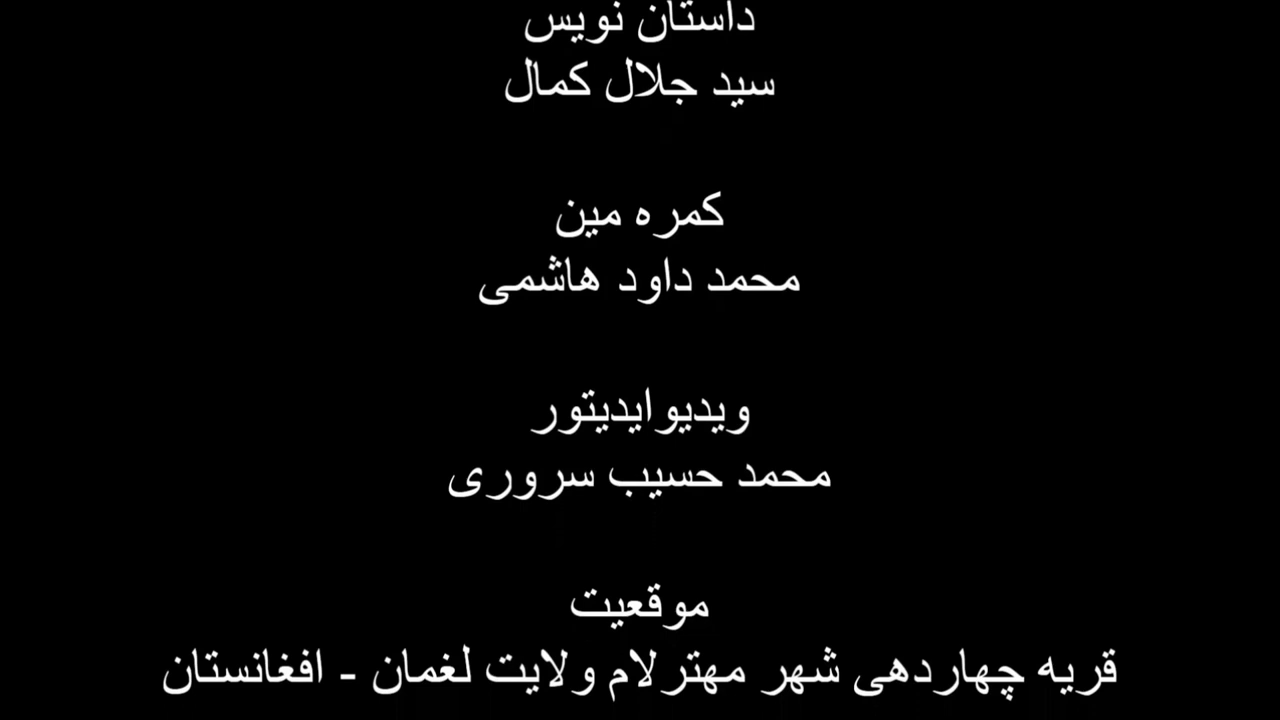 داستان نویس
سید جلال کمال
کمره مین
محمد داود هاشمی
ویدیوایدیتور
محمد حسیب سروری
موقعیت
قریه چهاردهی شهر مهترلام ولایت لغمان - افغانستان